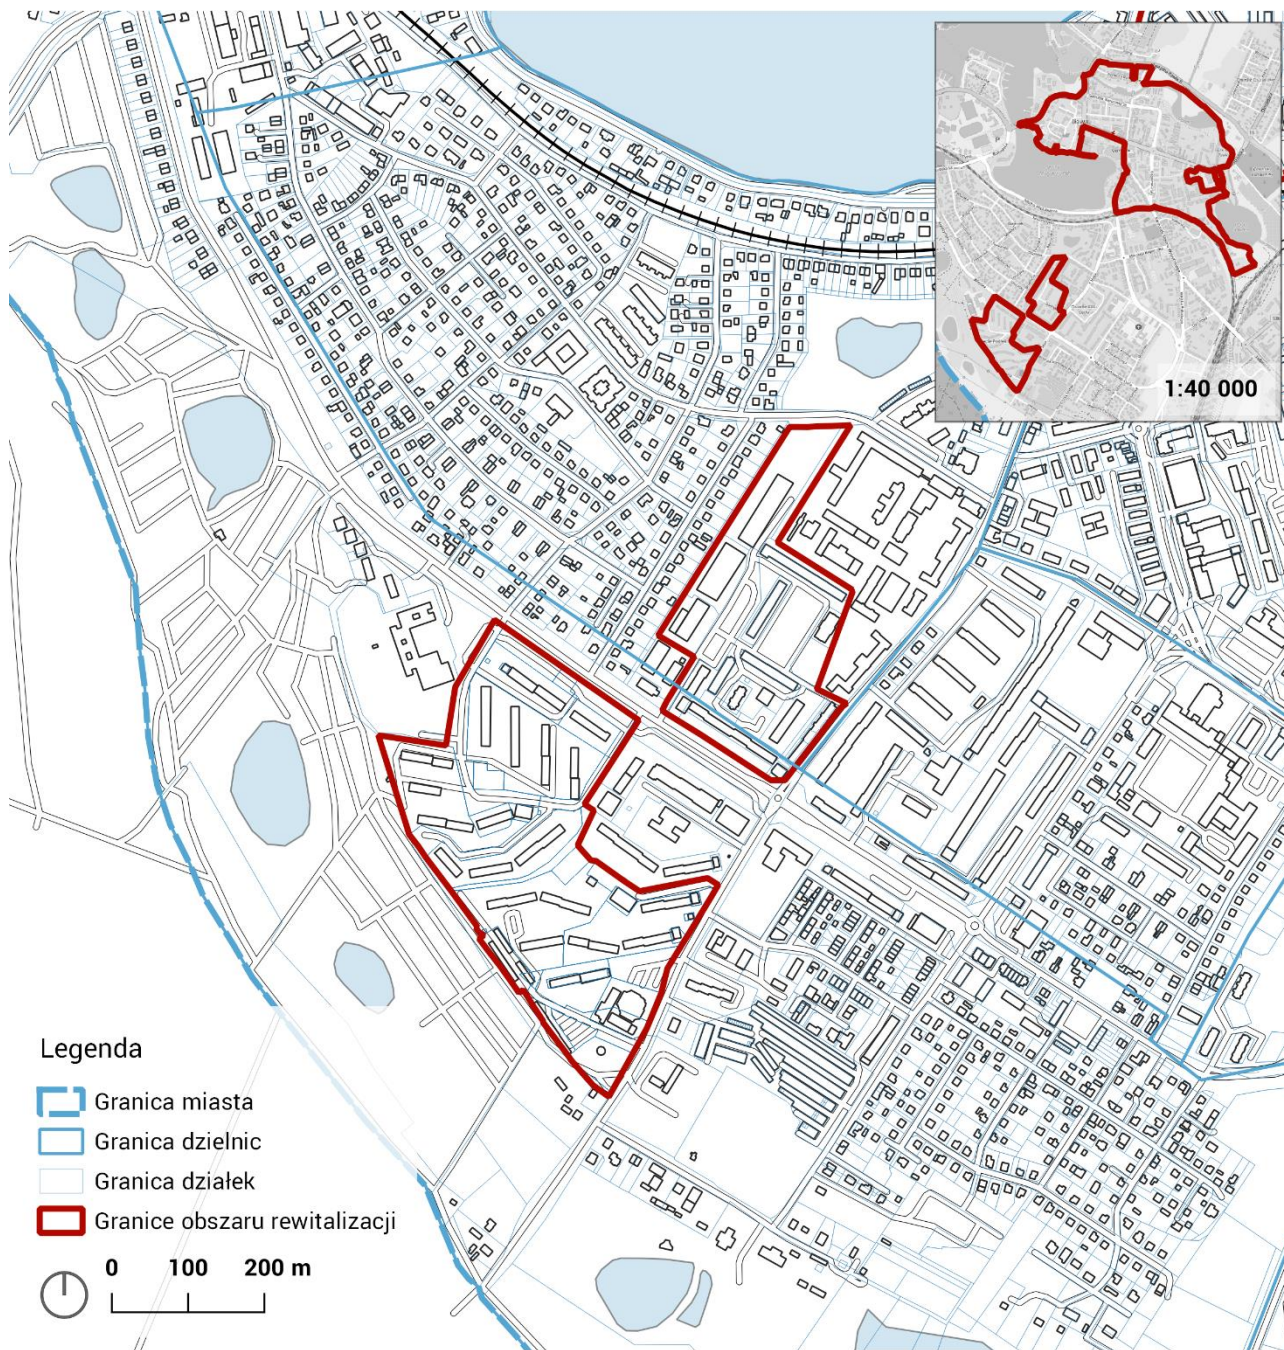 1:40 000
Legenda
Granica miasta
Granica dzielnic
Granica działek
Granice obszaru rewitalizacji
0 100 200 m